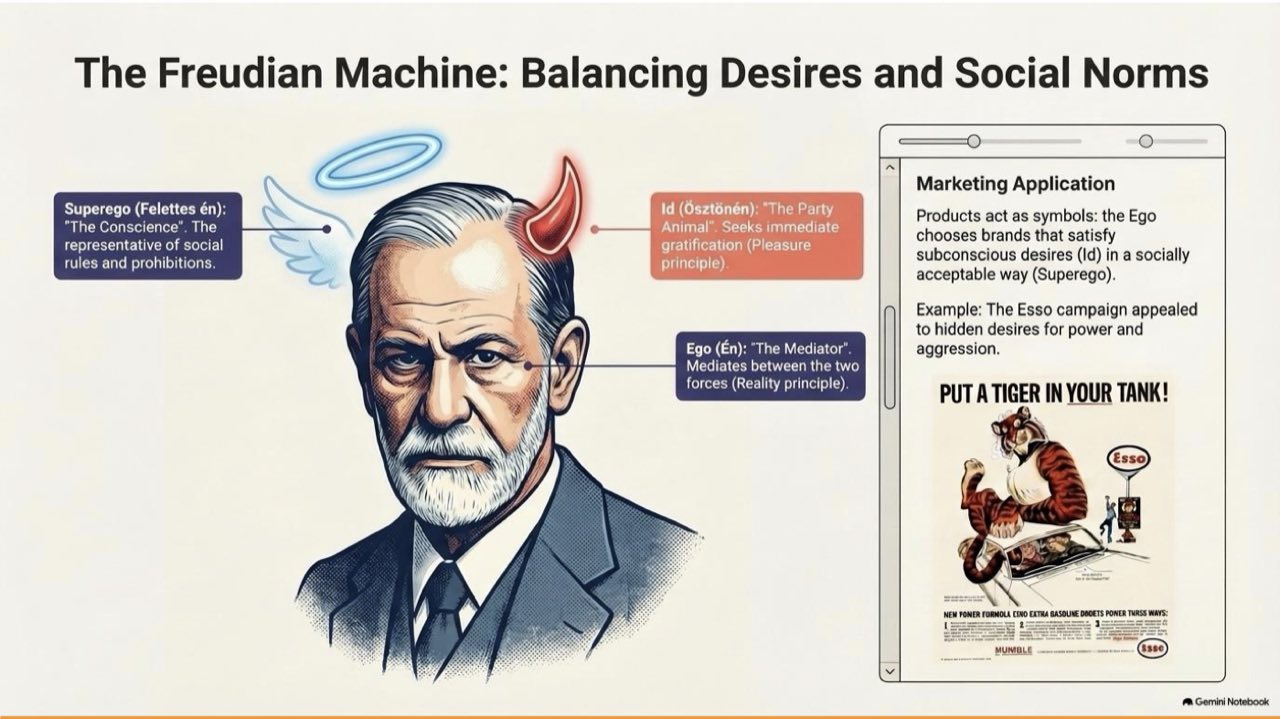 The Freudian Machine: Balancing Desires and Social Norms
Superego (Felettes én):
"The Conscience". The
representative of social
rules and prohibitions.
Id (Ösztönén): "The Party
Animal". Seeks immediate
gratification (Pleasure
principle).
Ego (Én): "The Mediator".
Mediates between the two
forces (Reality principle).
Marketing Application
Products act as symbols: the Ego
chooses brands that satisfy
subconscious desires (Id) in a socially
acceptable way (Superego).
Example: The Esso campaign appealed
to hidden desires for power and
aggression.
PUT A TIGER IN YOUR TANK!
Esso
NEW POWER FORMULA EXTRA GASOLINE POWER WAYS:
1 2 3
MUMBLE
Esso
Gemini Notebook